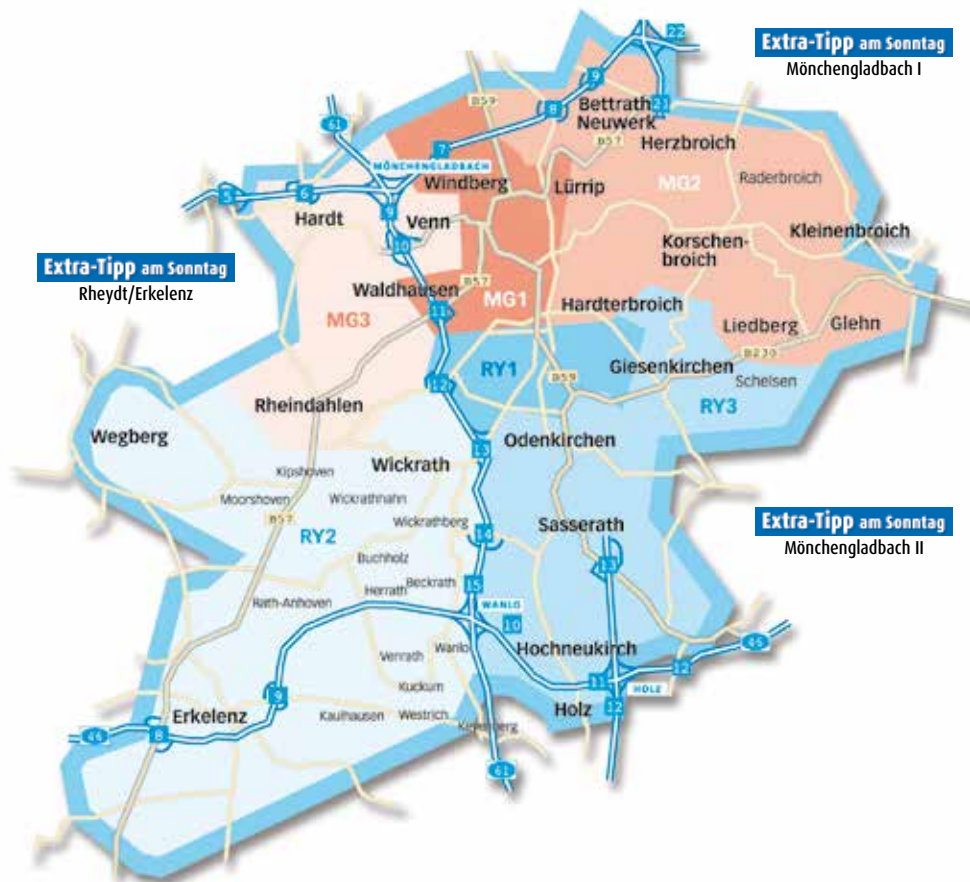 22
Extra-Tipp am Sonntag
Mönchengladbach I
9
B59
8
Bettrath
Neuwerk
21
61
B57
Herzbroich
7
MÖNCHENGLADBACH
Windberg
Lürrip
MG2
Raderbroich
5
6
Hardt
9
Venn
10
Korschen-
broich
Kleinenbroich
Extra-Tipp am Sonntag
Rheydt/Erkelenz
B57
Waldhausen
MG1
Hardterbroich
11
MG3
Liedberg
Glehn
B230
RY1
B59
Giesenkirchen
Schelsen
12
RY3
Rheindahlen
Wegberg
13
Odenkirchen
Wickrath
Kipshoven
Moorshoven
Wickrathhahn
B57
RY2
Wickrathberg
14
Sasserath
Extra-Tipp am Sonntag
Mönchengladbach II
Buchholz
13
Herrath
Beckrath
15
Rath-Anhoven
WANLO
10
Hochneukirch
46
Venrath
Wanlo
12
11
HOLZ
Kuckum
9
Erkelenz
Kaulhausen
Westrich
Holz
12
46
8
61